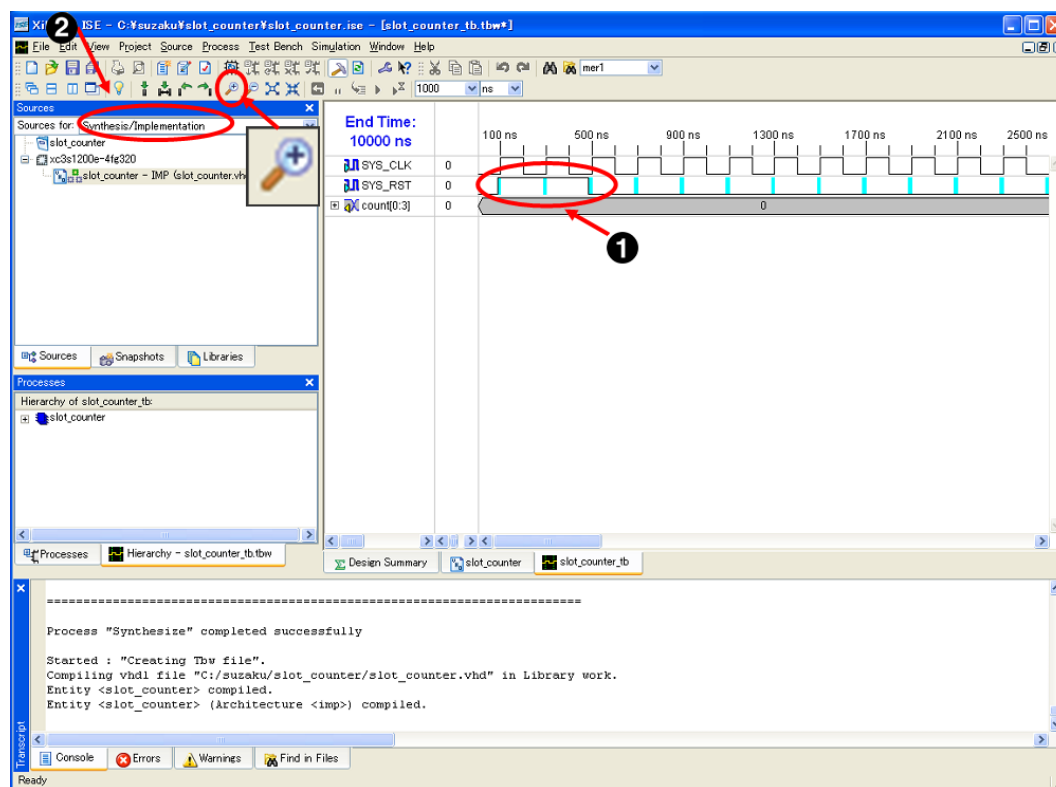 Xi ISE - C:¥suzaku¥slot_counter¥slot_counter.ise - [slot_counter_tb.tbw*]
❷
File Edit View Project Source Process Test Bench Simulation Window Help
mer1
1000 ns
Sources
Sources for: Synthesis/Implementation
slot_counter
xc3s1200e-4fg320
slot_counter - IMP (slot_counter.vh
Sources Snapshots Libraries
Processes
Hierarchy of slot_counter_tb:
slot_counter
Processes Hierarchy - slot_counter_tb.tbw
End Time:
10000 ns
100 ns 500 ns 900 ns 1300 ns 1700 ns 2100 ns 2500 ns
SYS_CLK 0
SYS_RST 0
count[0:3] 0 0
❶
Design Summary slot_counter slot_counter_tb
=========================================================================
Process "Synthesize" completed successfully
Started : "Creating Tbw file".
Compiling vhdl file "C:/suzaku/slot_counter/slot_counter.vhd" in Library work.
Entity <slot_counter> compiled.
Entity <slot_counter> (Architecture <imp>) compiled.
Transcript
Console Errors Warnings Find in Files
Ready